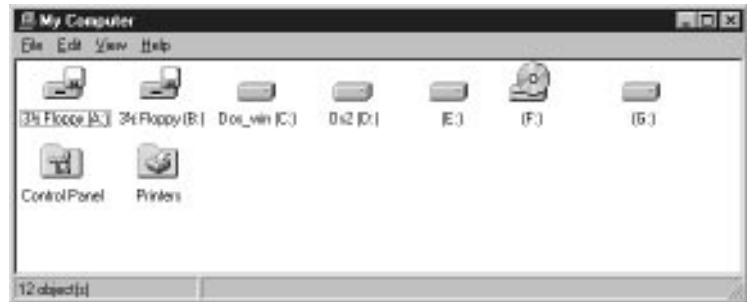 My Computer
File Edit View Help
3½ Floppy (A:) 3½ Floppy (B:) Dos_win (C:) Os2 (D:) (E:) (F:) (G:)
Control Panel Printers
12 object(s)